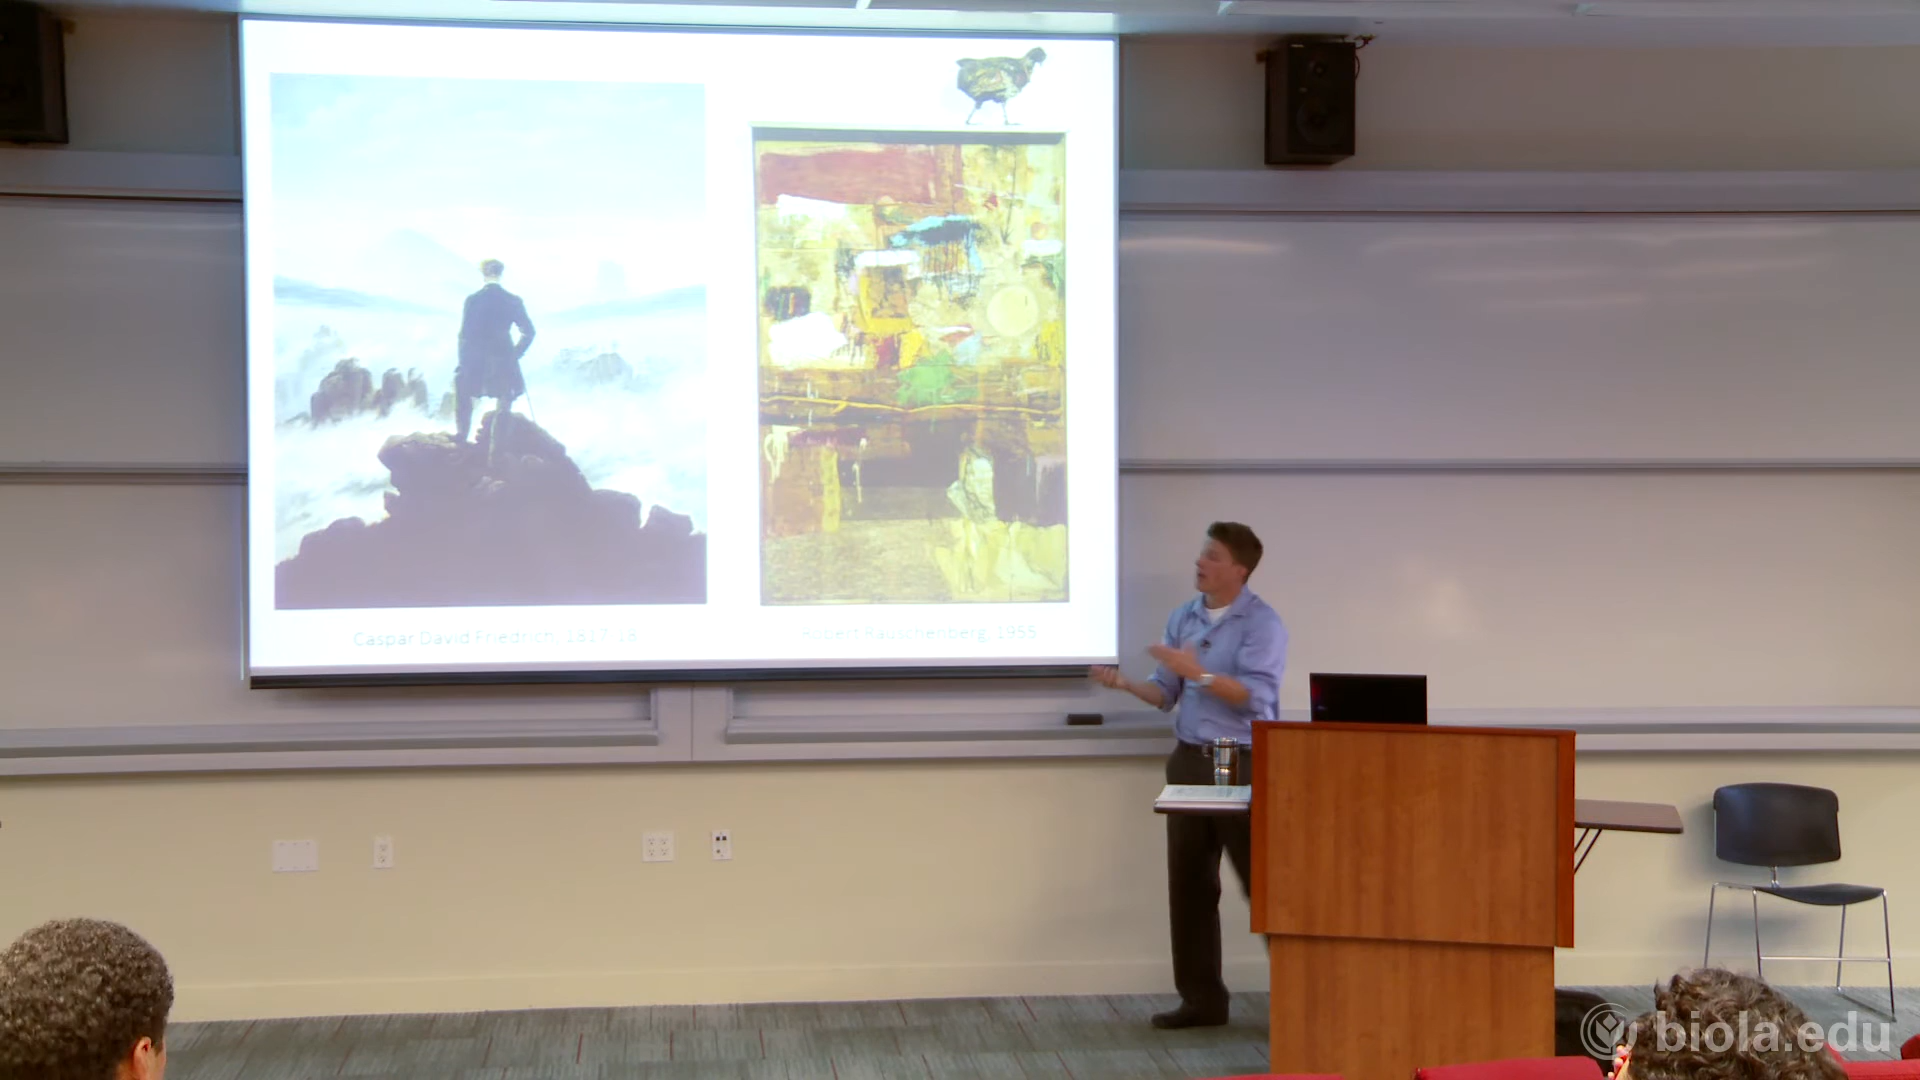 Caspar David Friedrich, 1817-18
Robert Rauschenberg, 1955
biola.edu